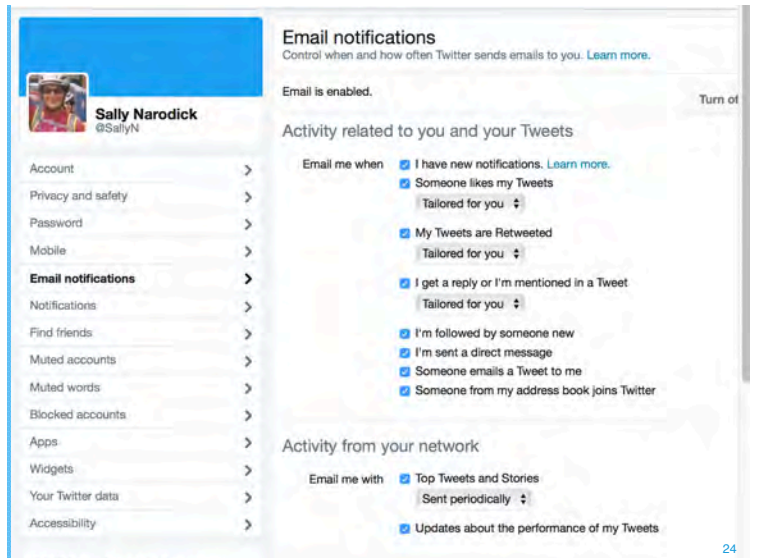 Sally Narodick
@SallyN
Account
Privacy and safety
Password
Mobile
Email notifications
Notifications
Find friends
Muted accounts
Muted words
Blocked accounts
Apps
Widgets
Your Twitter data
Accessibility
Email notifications
Control when and how often Twitter sends emails to you. Learn more.
Email is enabled.
Turn of
Activity related to you and your Tweets
Email me when
I have new notifications. Learn more.
Someone likes my Tweets
Tailored for you
My Tweets are Retweeted
Tailored for you
I get a reply or I'm mentioned in a Tweet
Tailored for you
I'm followed by someone new
I'm sent a direct message
Someone emails a Tweet to me
Someone from my address book joins Twitter
Activity from your network
Email me with
Top Tweets and Stories
Sent periodically
Updates about the performance of my Tweets
24